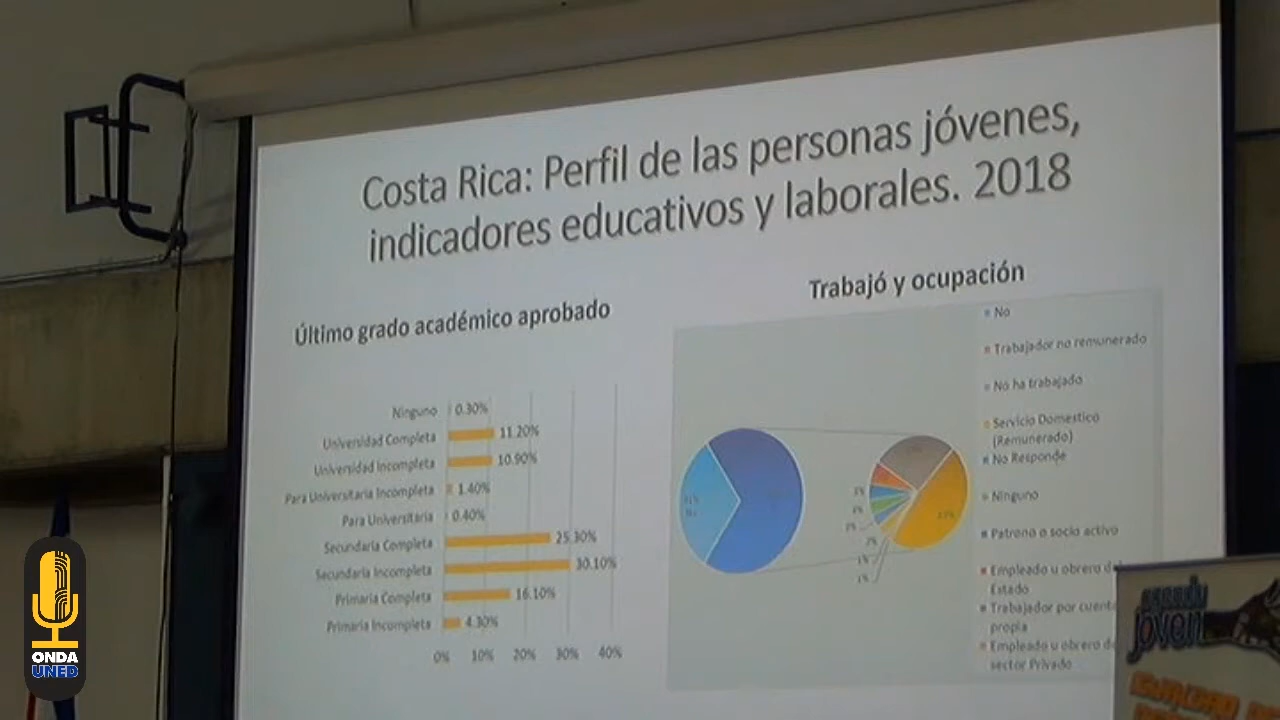 Costa Rica: Perfil de las personas jóvenes,
indicadores educativos y laborales. 2018
Último grado académico aprobado
Ninguno 0.30%
Universidad Completa 11.20%
Universidad Incompleta 10.90%
Para Universitaria Incompleta 1.40%
Para Universitaria 0.40%
Secundaria Completa 25.30%
Secundaria Incompleta 30.10%
Primaria Completa 16.10%
Primaria Incompleta 4.30%
0% 10% 20% 30% 40%
Trabajó y ocupación
No
Trabajador no remunerado
No ha trabajado
Servicio Domestico
(Remunerado)
No Responde
Ninguno
Patrono o socio activo
Empleado u obrero
Estado
Trabajador por cuenta
propia
Empleado u obrero
sector Privado
joven
ONDA
UNED